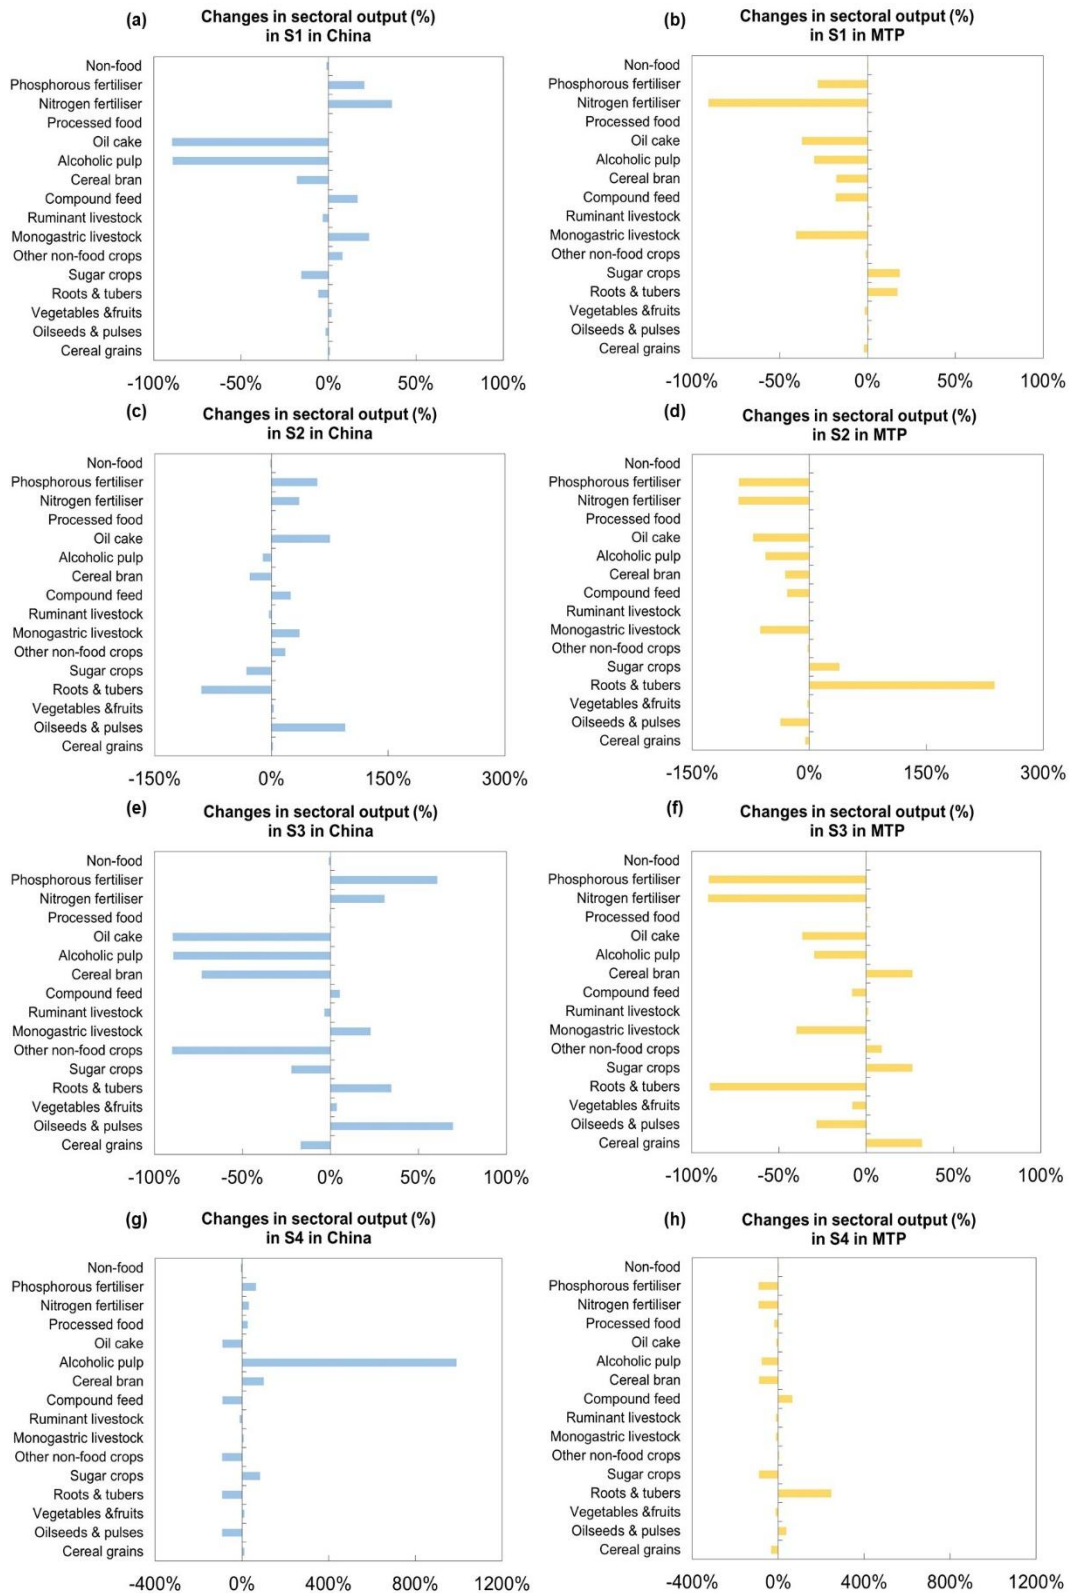 (a)
Changes in sectoral output (%)
in S1 in China
Non-food
Phosphorous fertiliser
Nitrogen fertiliser
Processed food
Oil cake
Alcoholic pulp
Cereal bran
Compound feed
Ruminant livestock
Monogastric livestock
Other non-food crops
Sugar crops
Roots & tubers
Vegetables &fruits
Oilseeds & pulses
Cereal grains
-100% -50% 0% 50% 100%
(b)
Changes in sectoral output (%)
in S1 in MTP
Non-food
Phosphorous fertiliser
Nitrogen fertiliser
Processed food
Oil cake
Alcoholic pulp
Cereal bran
Compound feed
Ruminant livestock
Monogastric livestock
Other non-food crops
Sugar crops
Roots & tubers
Vegetables &fruits
Oilseeds & pulses
Cereal grains
-100% -50% 0% 50% 100%
(c)
Changes in sectoral output (%)
in S2 in China
Non-food
Phosphorous fertiliser
Nitrogen fertiliser
Processed food
Oil cake
Alcoholic pulp
Cereal bran
Compound feed
Ruminant livestock
Monogastric livestock
Other non-food crops
Sugar crops
Roots & tubers
Vegetables &fruits
Oilseeds & pulses
Cereal grains
-150% 0% 150% 300%
(d)
Changes in sectoral output (%)
in S2 in MTP
Non-food
Phosphorous fertiliser
Nitrogen fertiliser
Processed food
Oil cake
Alcoholic pulp
Cereal bran
Compound feed
Ruminant livestock
Monogastric livestock
Other non-food crops
Sugar crops
Roots & tubers
Vegetables &fruits
Oilseeds & pulses
Cereal grains
-150% 0% 150% 300%
(e)
Changes in sectoral output (%)
in S3 in China
Non-food
Phosphorous fertiliser
Nitrogen fertiliser
Processed food
Oil cake
Alcoholic pulp
Cereal bran
Compound feed
Ruminant livestock
Monogastric livestock
Other non-food crops
Sugar crops
Roots & tubers
Vegetables &fruits
Oilseeds & pulses
Cereal grains
-100% -50% 0% 50% 100%
(f)
Changes in sectoral output (%)
in S3 in MTP
Non-food
Phosphorous fertiliser
Nitrogen fertiliser
Processed food
Oil cake
Alcoholic pulp
Cereal bran
Compound feed
Ruminant livestock
Monogastric livestock
Other non-food crops
Sugar crops
Roots & tubers
Vegetables &fruits
Oilseeds & pulses
Cereal grains
-100% -50% 0% 50% 100%
(g)
Changes in sectoral output (%)
in S4 in China
Non-food
Phosphorous fertiliser
Nitrogen fertiliser
Processed food
Oil cake
Alcoholic pulp
Cereal bran
Compound feed
Ruminant livestock
Monogastric livestock
Other non-food crops
Sugar crops
Roots & tubers
Vegetables &fruits
Oilseeds & pulses
Cereal grains
-400% 0% 400% 800% 1200%
(h)
Changes in sectoral output (%)
in S4 in MTP
Non-food
Phosphorous fertiliser
Nitrogen fertiliser
Processed food
Oil cake
Alcoholic pulp
Cereal bran
Compound feed
Ruminant livestock
Monogastric livestock
Other non-food crops
Sugar crops
Roots & tubers
Vegetables &fruits
Oilseeds & pulses
Cereal grains
-400% 0% 400% 800% 1200%